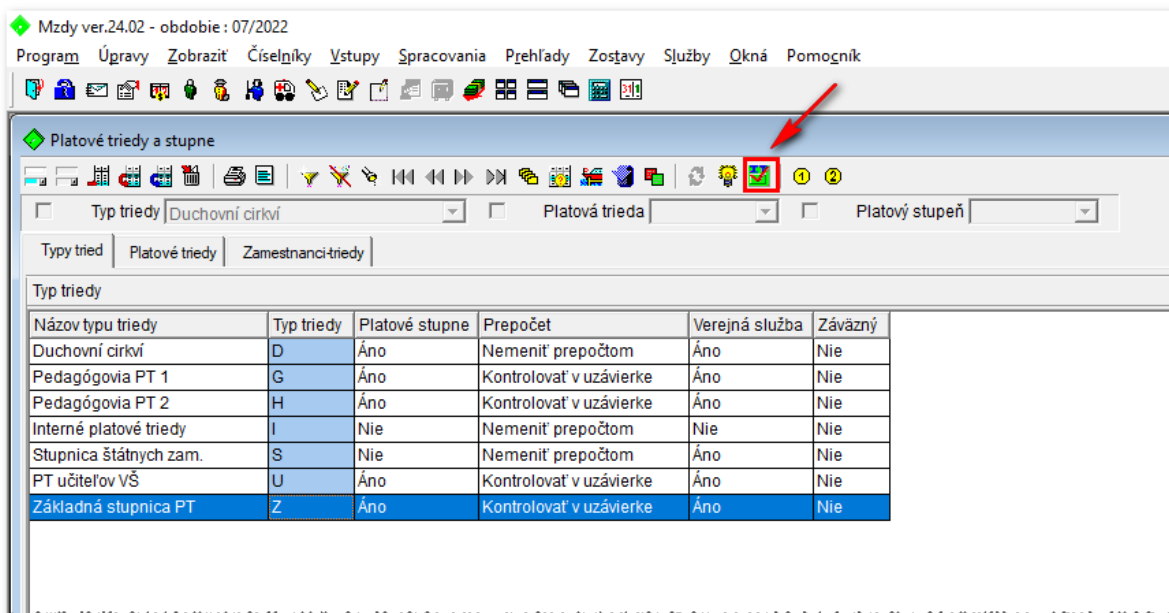 Mzdy ver.24.02 - obdobie : 07/2022
Program Úpravy Zobraziť Číselníky Vstupy Spracovania Prehľady Zostavy Služby Okná Pomocník
31
Platové triedy a stupne
1 2
Typ triedy Duchovní cirkví Platová trieda Platový stupeň
Typy tried Platové triedy Zamestnanci-triedy
Typ triedy
Názov typu triedy Typ triedy Platové stupne Prepočet Verejná služba Záväzný
Duchovní cirkví D Áno Nemeniť prepočtom Áno Nie
Pedagógovia PT 1 G Áno Kontrolovať v uzávierke Áno Nie
Pedagógovia PT 2 H Áno Kontrolovať v uzávierke Áno Nie
Interné platové triedy I Nie Nemeniť prepočtom Nie Nie
Stupnica štátnych zam. S Nie Nemeniť prepočtom Áno Nie
PT učiteľov VŠ U Áno Kontrolovať v uzávierke Áno Nie
Základná stupnica PT Z Áno Kontrolovať v uzávierke Áno Nie